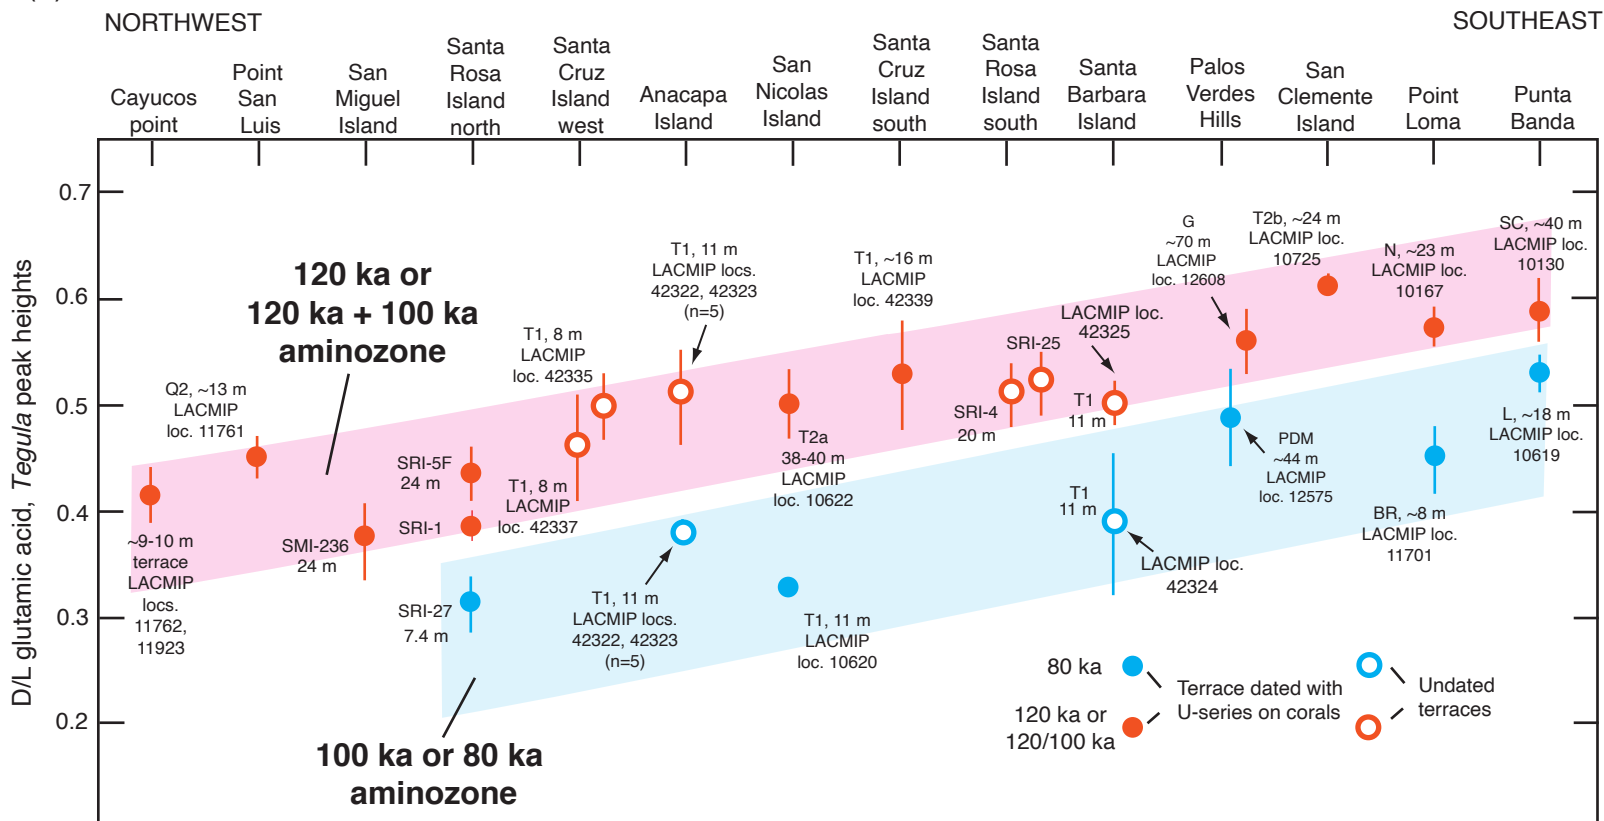 NORTHWEST
SOUTHEAST
Cayucos
point
Point
San
Luis
San
Miguel
Island
Santa
Rosa
Island
north
Santa
Cruz
Island
west
Anacapa
Island
San
Nicolas
Island
Santa
Cruz
Island
south
Santa
Rosa
Island
south
Santa
Barbara
Island
Palos
Verdes
Hills
San
Clemente
Island
Point
Loma
Punta
Banda
D/L glutamic acid, Tegula peak heights
0.7
0.6
0.5
0.4
0.3
0.2
120 ka or
120 ka + 100 ka
aminozone
Q2, ~13 m
LACMIP
loc. 11761
~9-10 m
terrace
LACMIP
locs.
11762,
11923
SMI-236
24 m
SRI-5F
24 m
SRI-1
SRI-27
7.4 m
T1, 8 m
LACMIP
loc. 42335
T1, 8 m
LACMIP
loc. 42337
T1, 11 m
LACMIP locs.
42322, 42323
(n=5)
T1, 11 m
LACMIP locs.
42322, 42323
(n=5)
T2a
38-40 m
LACMIP
loc. 10622
T1, 11 m
LACMIP
loc. 10620
T1, ~16 m
LACMIP
loc. 42339
SRI-4
20 m
SRI-25
LACMIP loc.
42325
T1
11 m
T1
11 m
LACMIP loc.
42324
G
~70 m
LACMIP
loc. 12608
PDM
~44 m
LACMIP
loc. 12575
T2b, ~24 m
LACMIP loc.
10725
N, ~23 m
LACMIP loc.
10167
BR, ~8 m
LACMIP loc.
11701
SC, ~40 m
LACMIP loc.
10130
L, ~18 m
LACMIP loc.
10619
100 ka or 80 ka
aminozone
80 ka
120 ka or
120/100 ka
Terrace dated with
U-series on corals
Undated
terraces